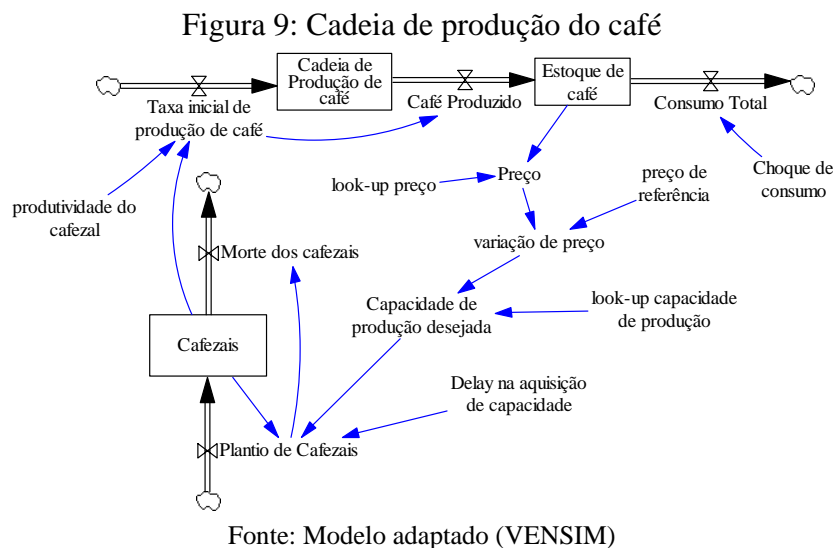 Figura 9: Cadeia de produção do café
Cadeia de
Produção de
café
Estoque de
café
Taxa inicial de
produção de café
Café Produzido
Consumo Total
look-up preço
Preço
preço de
referência
Choque de
consumo
produtividade do
cafezal
variação de preço
Morte dos cafezais
Capacidade de
produção desejada
look-up capacidade
de produção
Cafezais
Delay na aquisição
de capacidade
Plantio de Cafezais
Fonte: Modelo adaptado (VENSIM)